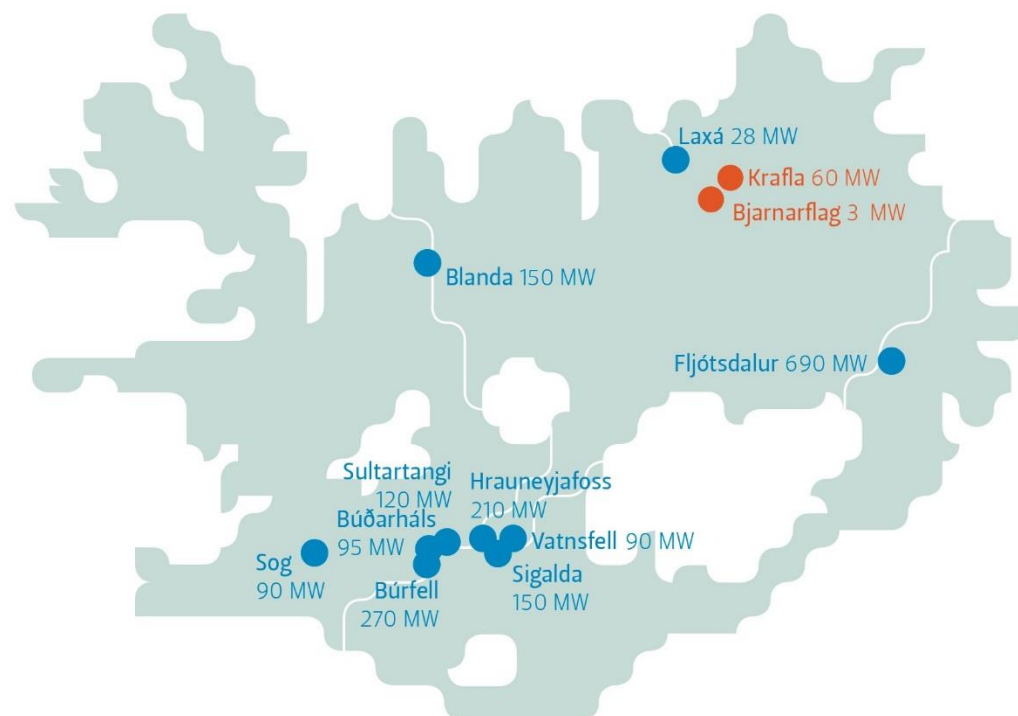 Laxá 28 MW
Krafla 60 MW
Bjarnarflag 3 MW
Blanda 150 MW
Fljótsdalur 690 MW
Sultartangi
120 MW
Hrauneyjafoss
210 MW
Búðarháls
95 MW
Vatnsfell 90 MW
Sog
90 MW
Sigalda
150 MW
Búrfell
270 MW